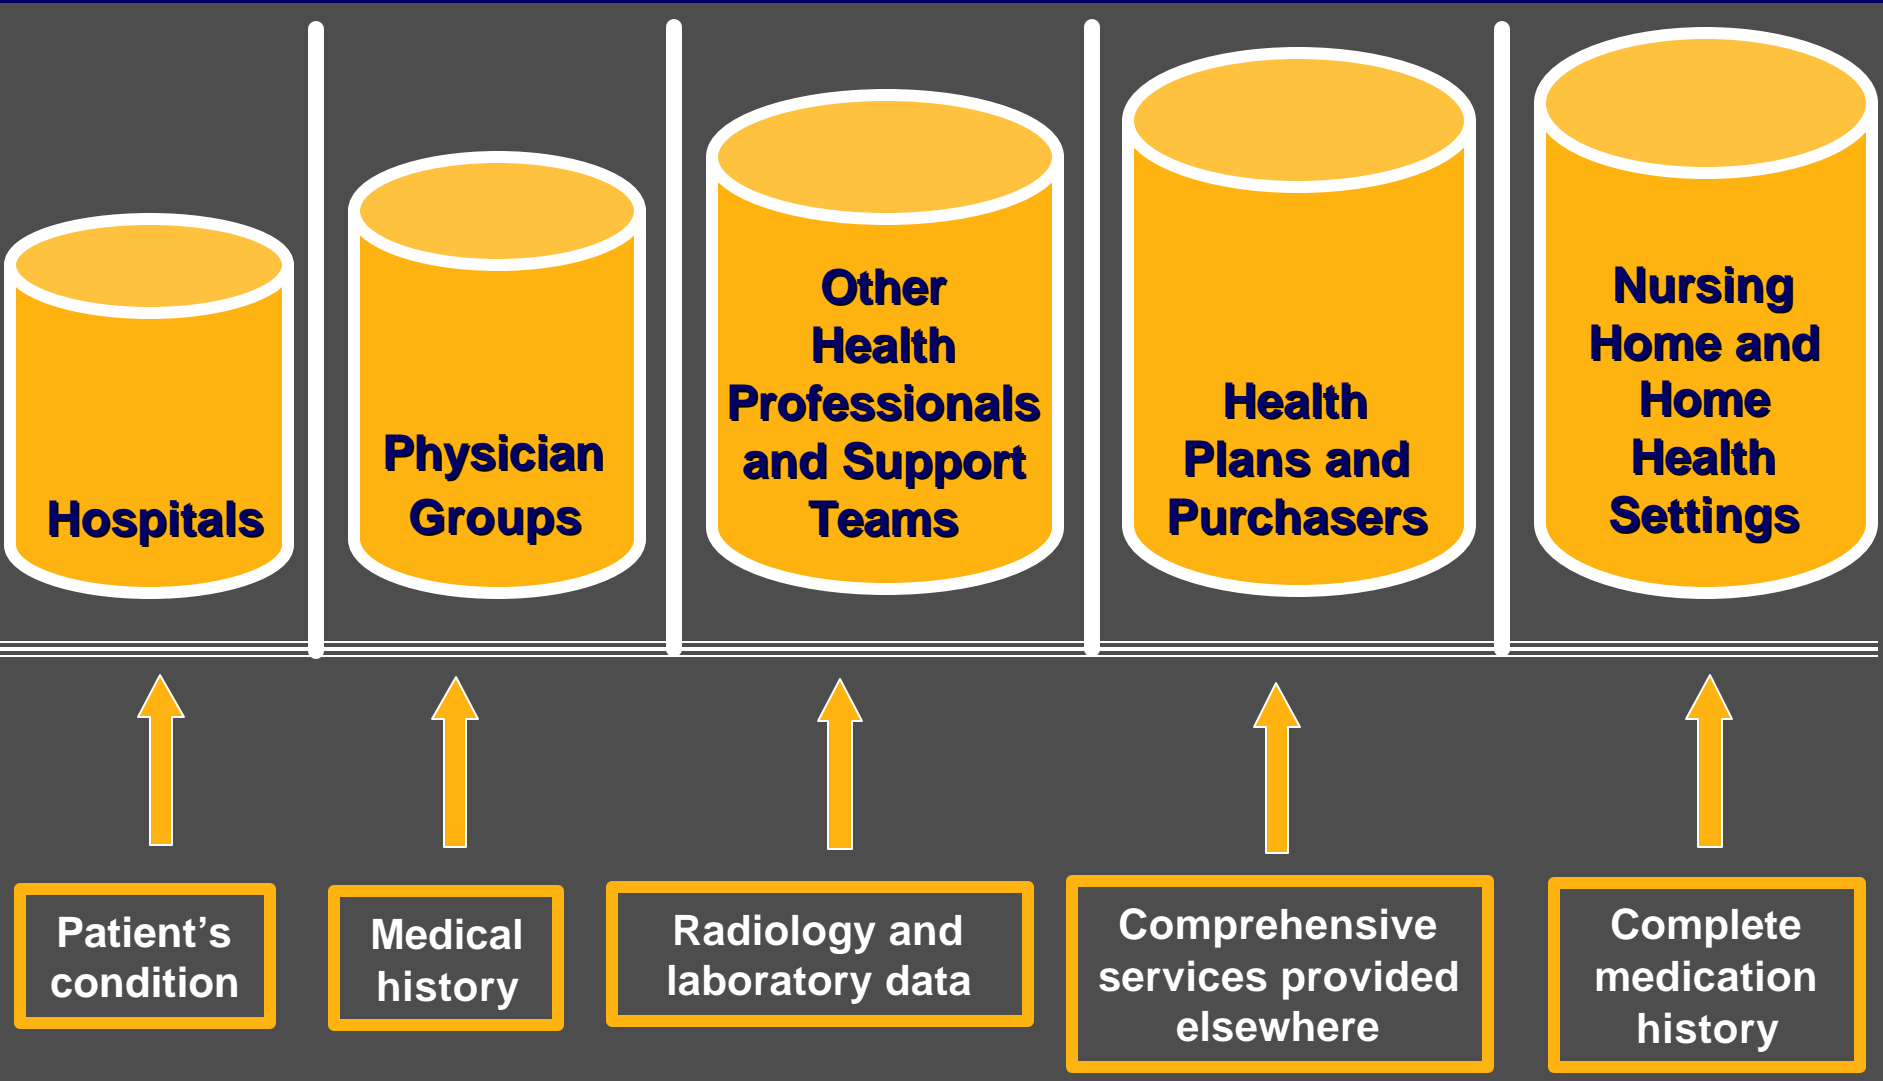 Hospitals
Physician
Groups
Other
Health
Professionals
and Support
Teams
Health
Plans and
Purchasers
Nursing
Home and
Home
Health
Settings
Patient’s
condition
Medical
history
Radiology and
laboratory data
Comprehensive
services provided
elsewhere
Complete
medication
history